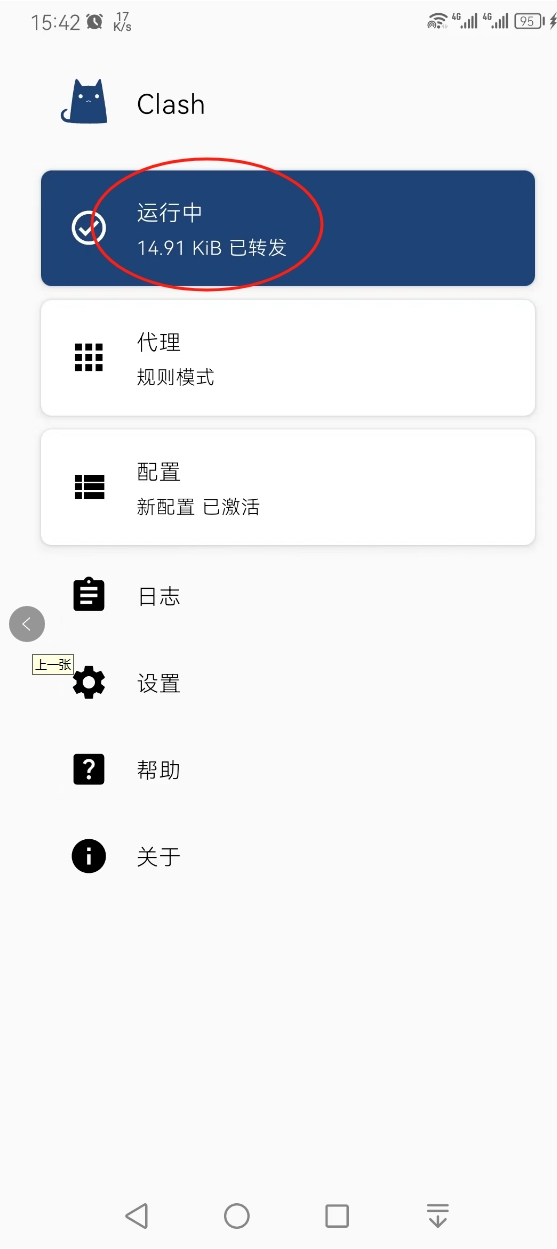 15:42
17
K/s
4G
4G
95
Clash
运行中
14.91 KiB 已转发
代理
规则模式
配置
新配置 已激活
日志
上一张
设置
帮助
关于